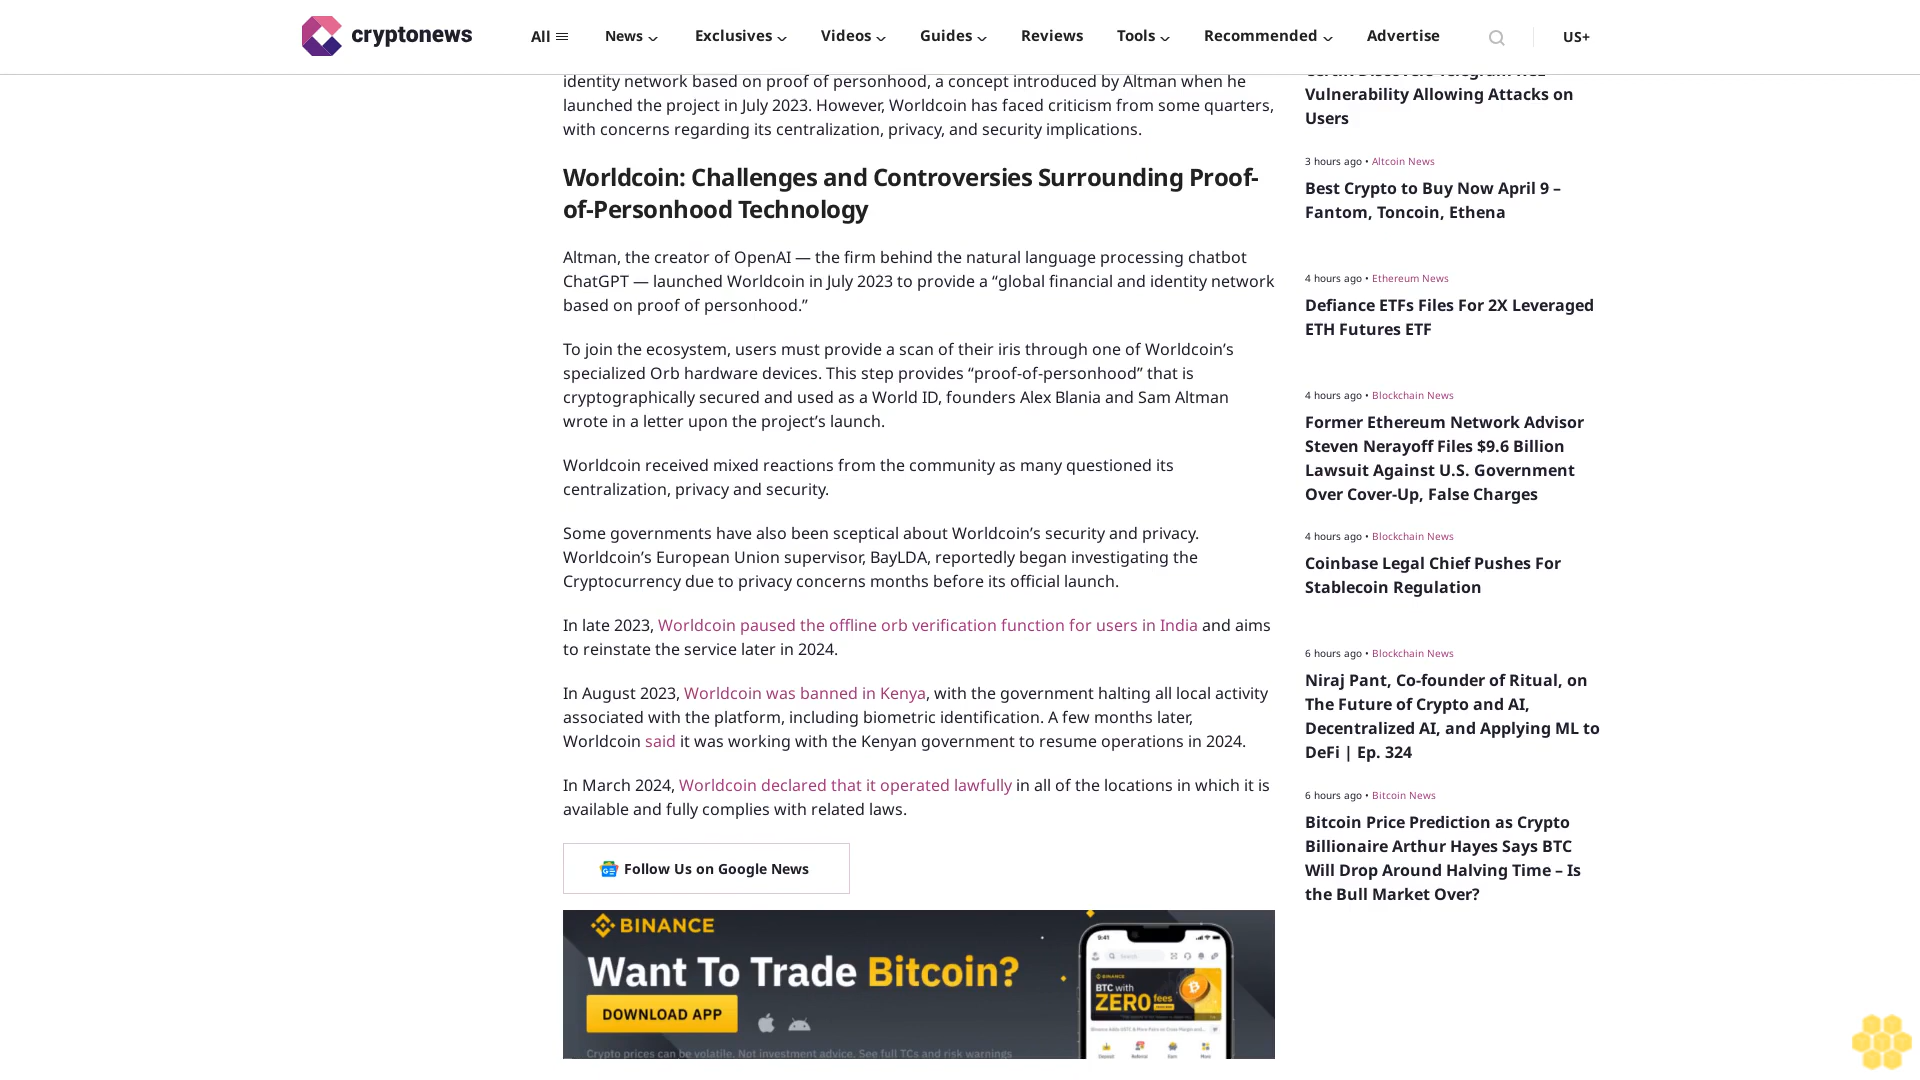 cryptonews
All
News
Exclusives
Videos
Guides
Reviews
Tools
Recommended
Advertise
US+
identity network based on proof of personhood, a concept introduced by Altman when he
launched the project in July 2023. However, Worldcoin has faced criticism from some quarters,
with concerns regarding its centralization, privacy, and security implications.
Worldcoin: Challenges and Controversies Surrounding Proof-
of-Personhood Technology
Altman, the creator of OpenAI — the firm behind the natural language processing chatbot
ChatGPT — launched Worldcoin in July 2023 to provide a “global financial and identity network
based on proof of personhood.”
To join the ecosystem, users must provide a scan of their iris through one of Worldcoin’s
specialized Orb hardware devices. This step provides “proof-of-personhood” that is
cryptographically secured and used as a World ID, founders Alex Blania and Sam Altman
wrote in a letter upon the project’s launch.
Worldcoin received mixed reactions from the community as many questioned its
centralization, privacy and security.
Some governments have also been sceptical about Worldcoin’s security and privacy.
Worldcoin’s European Union supervisor, BayLDA, reportedly began investigating the
Cryptocurrency due to privacy concerns months before its official launch.
In late 2023, Worldcoin paused the offline orb verification function for users in India and aims
to reinstate the service later in 2024.
In August 2023, Worldcoin was banned in Kenya, with the government halting all local activity
associated with the platform, including biometric identification. A few months later,
Worldcoin said it was working with the Kenyan government to resume operations in 2024.
In March 2024, Worldcoin declared that it operated lawfully in all of the locations in which it is
available and fully complies with related laws.
Follow Us on Google News
BINANCE
Want To Trade Bitcoin?
DOWNLOAD APP
Crypto prices can be volatile. Not investment advice. See full TCs and risk warnings
9:41
Search
BINANCE
BTC with
ZERO fees
Deposit
Referral
Earn
More
Vulnerability Allowing Attacks on
Users
3 hours ago • Altcoin News
Best Crypto to Buy Now April 9 –
Fantom, Toncoin, Ethena
4 hours ago • Ethereum News
Defiance ETFs Files For 2X Leveraged
ETH Futures ETF
4 hours ago • Blockchain News
Former Ethereum Network Advisor
Steven Nerayoff Files $9.6 Billion
Lawsuit Against U.S. Government
Over Cover-Up, False Charges
4 hours ago • Blockchain News
Coinbase Legal Chief Pushes For
Stablecoin Regulation
6 hours ago • Blockchain News
Niraj Pant, Co-founder of Ritual, on
The Future of Crypto and AI,
Decentralized AI, and Applying ML to
DeFi | Ep. 324
6 hours ago • Bitcoin News
Bitcoin Price Prediction as Crypto
Billionaire Arthur Hayes Says BTC
Will Drop Around Halving Time – Is
the Bull Market Over?